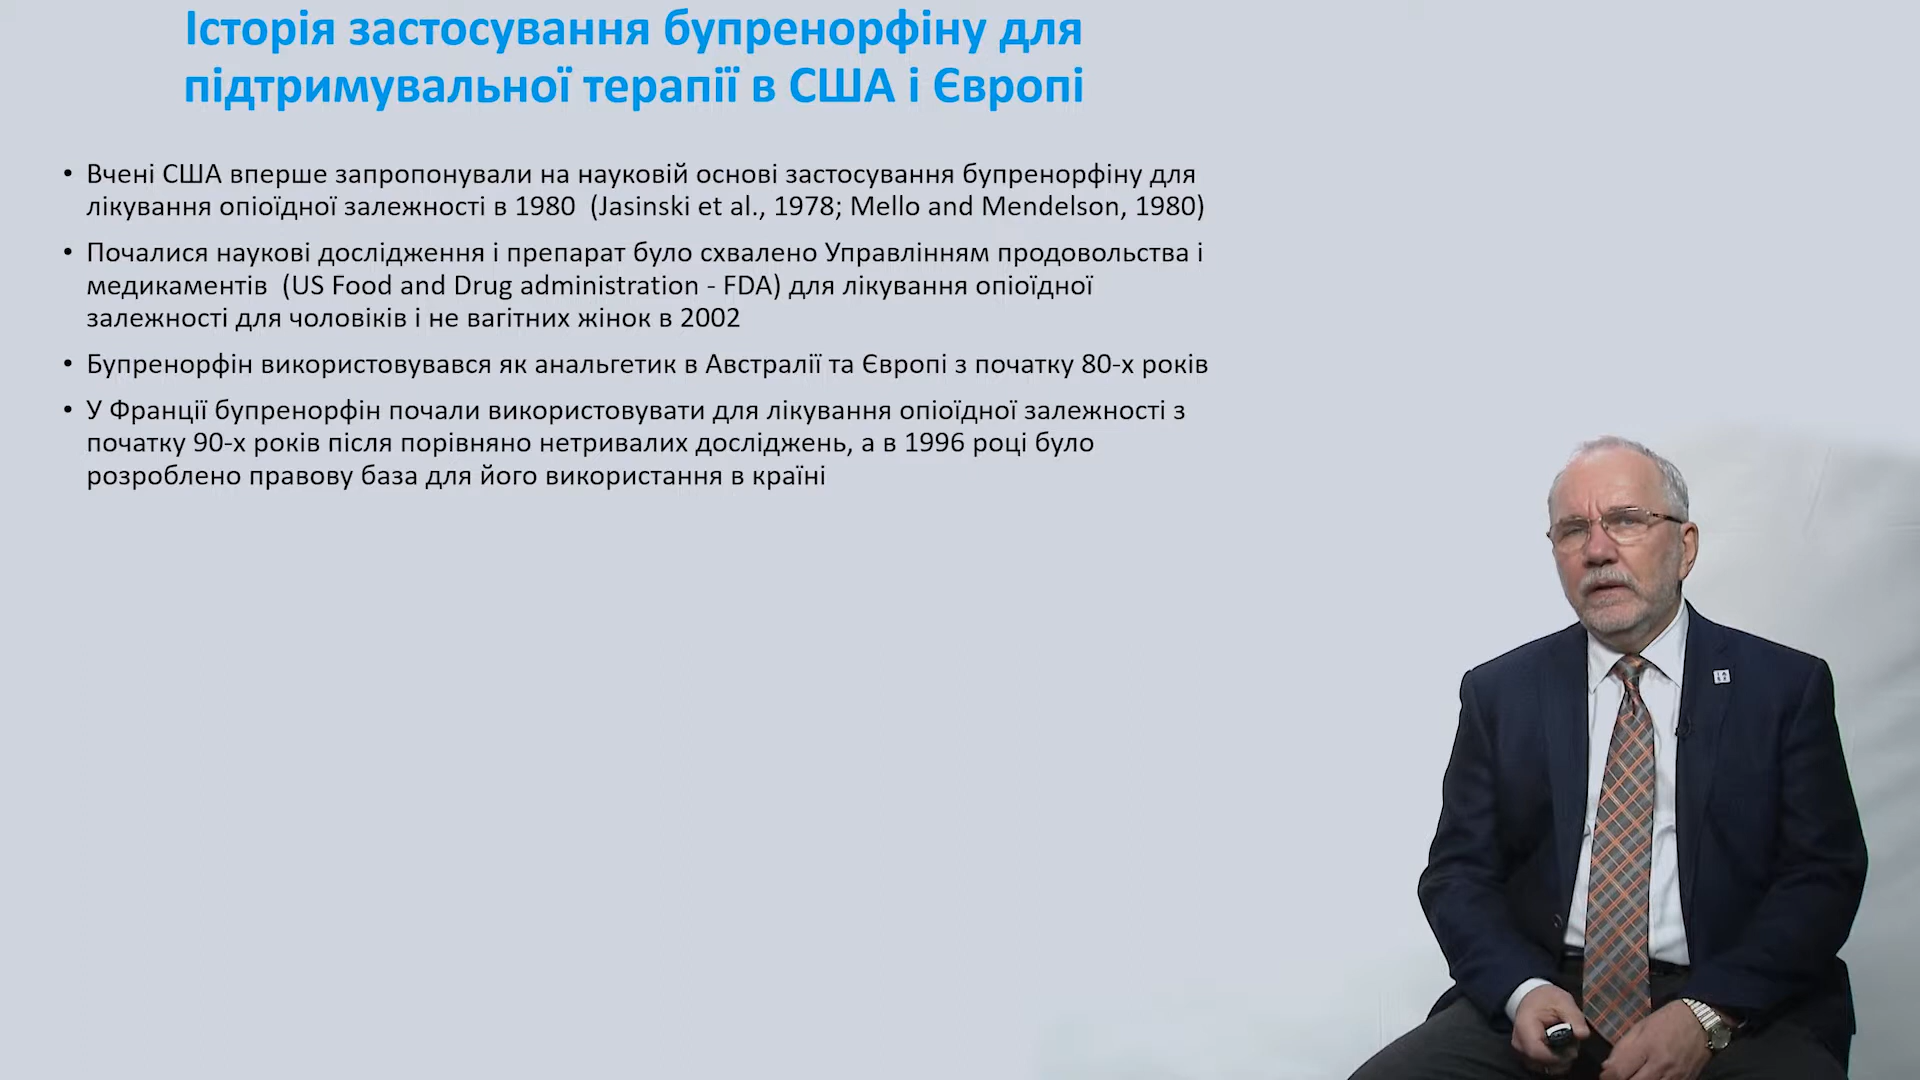 Історія застосування бупренорфіну для
підтримувальної терапії в США і Європі
• Вчені США вперше запропонували на науковій основі застосування бупренорфіну для
лікування опіоїдної залежності в 1980 (Jasinski et al., 1978; Mello and Mendelson, 1980)
• Почалися наукові дослідження і препарат було схвалено Управлінням продовольства і
медикаментів (US Food and Drug administration - FDA) для лікування опіоїдної
залежності для чоловіків і не вагітних жінок в 2002
• Бупренорфін використовувався як анальгетик в Австралії та Європі з початку 80-х років
• У Франції бупренорфін почали використовувати для лікування опіоїдної залежності з
початку 90-х років після порівняно нетривалих досліджень, а в 1996 році було
розроблено правову база для його використання в країні